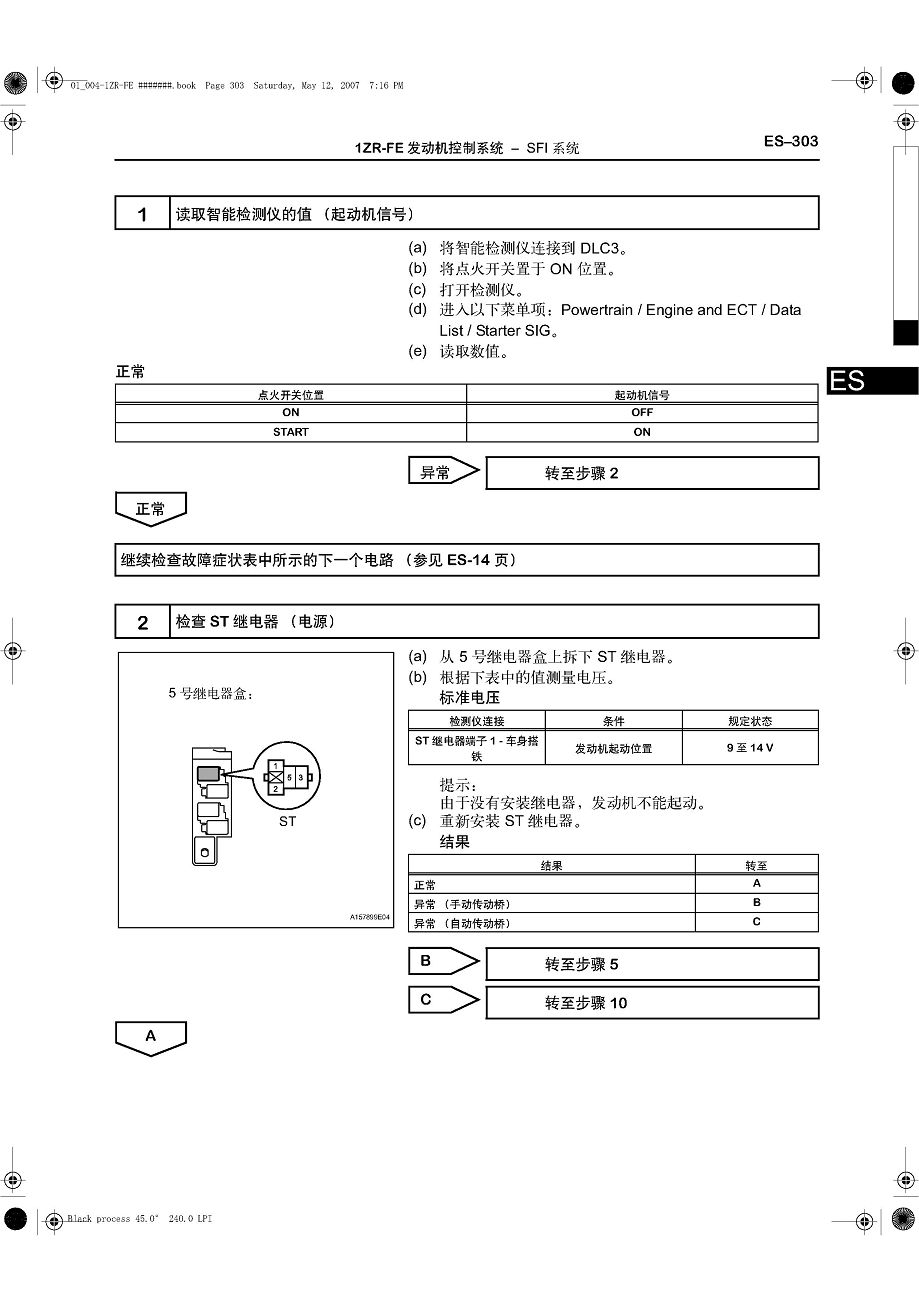 01_004-1ZR-FE #######.book Page 303 Saturday, May 12, 2007 7:16 PM
1ZR-FE 发动机控制系统 – SFI 系统
ES–303
1 读取智能检测仪的值（起动机信号）
(a) 将智能检测仪连接到 DLC3。
(b) 将点火开关置于 ON 位置。
(c) 打开检测仪。
(d) 进入以下菜单项：Powertrain / Engine and ECT / Data
List / Starter SIG。
(e) 读取数值。
正常
ES
点火开关位置 起动机信号
ON OFF
START ON
异常 转至步骤 2
正常
继续检查故障症状表中所示的下一个电路（参见 ES-14 页）
2 检查 ST 继电器（电源）
(a) 从 5 号继电器盒上拆下 ST 继电器。
(b) 根据下表中的值测量电压。
标准电压
5 号继电器盒：
1
5 3
2
ST
A157899E04
检测仪连接 条件 规定状态
ST 继电器端子 1 - 车身搭
铁 发动机起动位置 9 至 14 V
提示：
由于没有安装继电器，发动机不能起动。
(c) 重新安装 ST 继电器。
结果
结果 转至
正常 A
异常（手动传动桥） B
异常（自动传动桥） C
B 转至步骤 5
C 转至步骤 10
A
Black process 45.0° 240.0 LPI